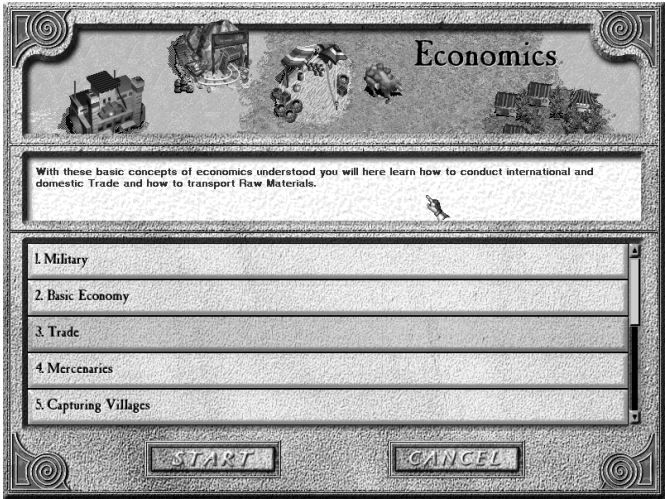 Economics
With these basic concepts of economics understood you will here learn how to conduct international and
domestic Trade and how to transport Raw Materials.
1. Military
2. Basic Economy
3. Trade
4. Mercenaries
5. Capturing Villages
START
CANCEL